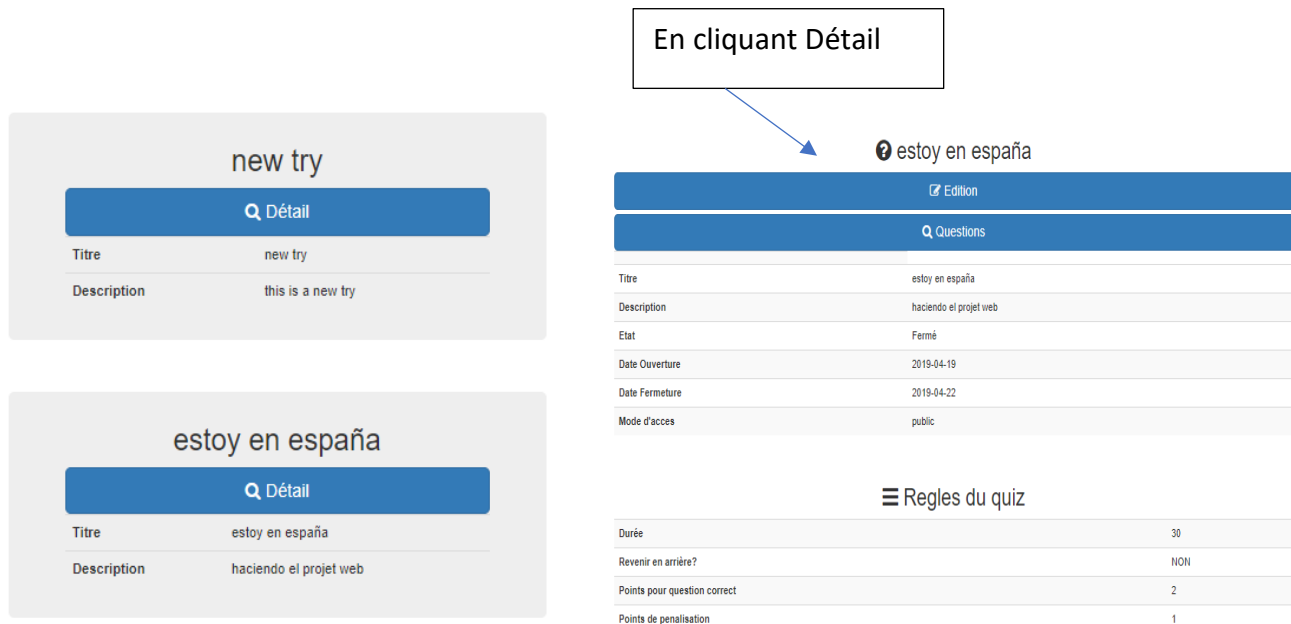 En cliquant Détail
new try
Détail
Titre new try
Description this is a new try
estoy en españa
Détail
Titre estoy en españa
Description haciendo el projet web
estoy en españa
Edition
Questions
Titre estoy en españa
Description haciendo el projet web
Etat Fermé
Date Ouverture 2019-04-19
Date Fermeture 2019-04-22
Mode d'acces public
Regles du quiz
Durée 30
Revenir en arrière? NON
Points pour question correct 2
Points de penalisation 1